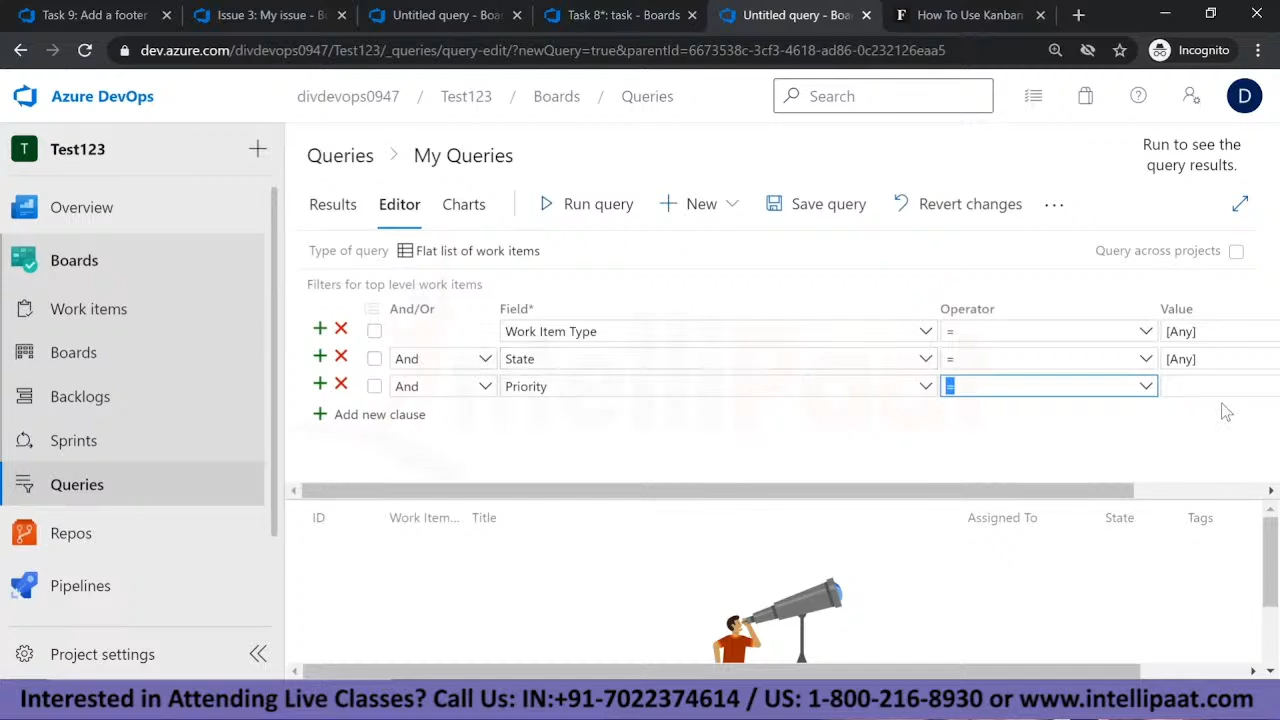 Task 9: Add a footer
Issue 3: My issue - B
Untitled query - Boa
Task 8*: task - Boards
Untitled query - Boa
How To Use Kanban
dev.azure.com/divdevops0947/Test123/_queries/query-edit/?newQuery=true&parentId=6673538c-3cf3-4618-ad86-0c232126eaa5
Incognito
Azure DevOps
divdevops0947 / Test123 / Boards / Queries
Search
D
T Test123
Overview
Boards
Work items
Boards
Backlogs
Sprints
Queries
Repos
Pipelines
Project settings
Queries > My Queries
Run to see the
query results.
Results Editor Charts Run query New Save query Revert changes ...
Type of query Flat list of work items Query across projects
Filters for top level work items
And/Or Field* Operator Value
Work Item Type = [Any]
And State = [Any]
And Priority =
Add new clause
ID Work Item... Title Assigned To State Tags
Interested in Attending Live Classes? Call Us: IN:+91-7022374614 / US: 1-800-216-8930 or www.intellipaat.com